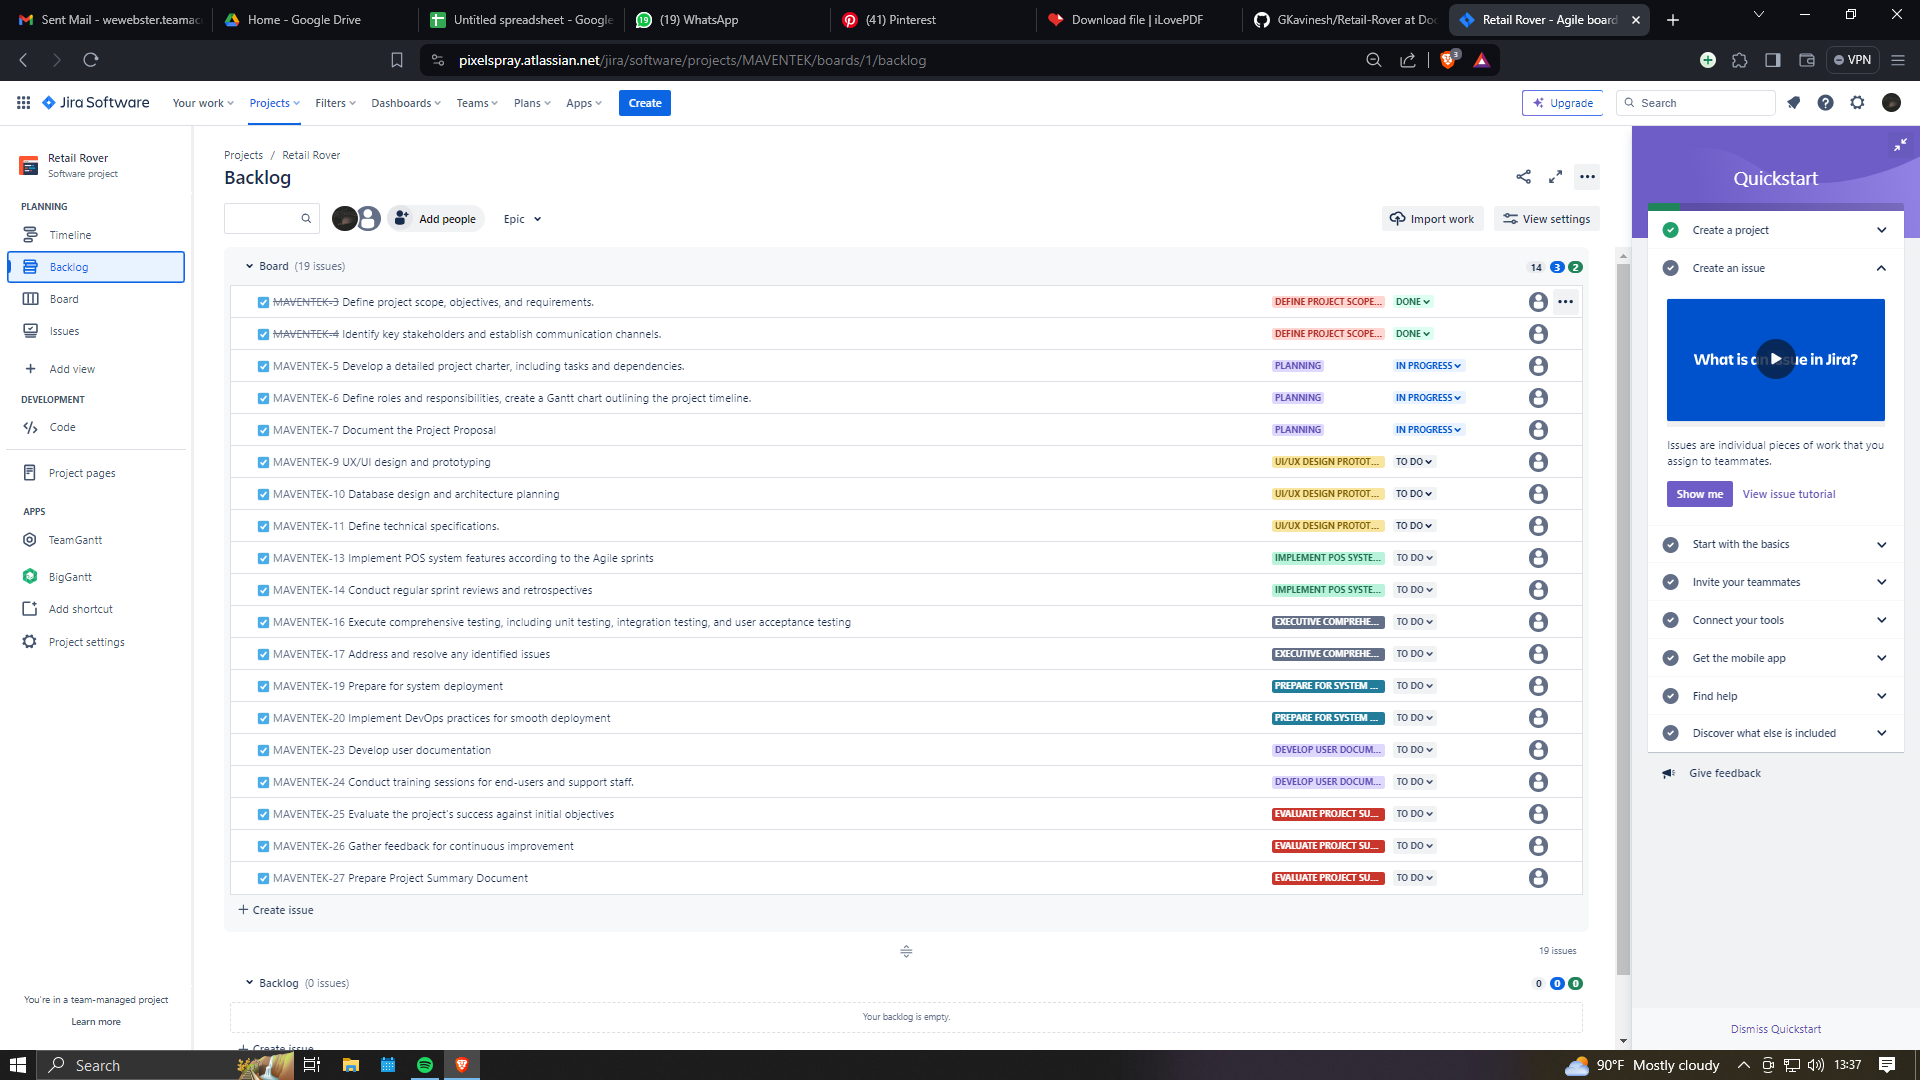 Sent Mail - wewebster.teamacc
Home - Google Drive
Untitled spreadsheet - Google
(19) WhatsApp
(41) Pinterest
Download file | iLovePDF
GKavinesh/Retail-Rover at Doc
Retail Rover - Agile board
pixelspray.atlassian.net/jira/software/projects/MAVENTEK/boards/1/backlog
3
VPN
Jira Software
Your work
Projects
Filters
Dashboards
Teams
Plans
Apps
Create
Upgrade
Search
Retail Rover
Software project
PLANNING
Timeline
Backlog
Board
Issues
Add view
DEVELOPMENT
Code
Project pages
APPS
TeamGantt
BigGantt
Add shortcut
Project settings
You're in a team-managed project
Learn more
Projects / Retail Rover
Backlog
Add people
Epic
Import work
View settings
Board (19 issues)
14 3 2
MAVENTEK-3 Define project scope, objectives, and requirements. DEFINE PROJECT SCOPE... DONE
MAVENTEK-4 Identify key stakeholders and establish communication channels. DEFINE PROJECT SCOPE... DONE
MAVENTEK-5 Develop a detailed project charter, including tasks and dependencies. PLANNING IN PROGRESS
MAVENTEK-6 Define roles and responsibilities, create a Gantt chart outlining the project timeline. PLANNING IN PROGRESS
MAVENTEK-7 Document the Project Proposal PLANNING IN PROGRESS
MAVENTEK-9 UX/UI design and prototyping UI/UX DESIGN PROTOT... TO DO
MAVENTEK-10 Database design and architecture planning UI/UX DESIGN PROTOT... TO DO
MAVENTEK-11 Define technical specifications. UI/UX DESIGN PROTOT... TO DO
MAVENTEK-13 Implement POS system features according to the Agile sprints IMPLEMENT POS SYSTE... TO DO
MAVENTEK-14 Conduct regular sprint reviews and retrospectives IMPLEMENT POS SYSTE... TO DO
MAVENTEK-16 Execute comprehensive testing, including unit testing, integration testing, and user acceptance testing EXECUTIVE COMPREHE... TO DO
MAVENTEK-17 Address and resolve any identified issues EXECUTIVE COMPREHE... TO DO
MAVENTEK-19 Prepare for system deployment PREPARE FOR SYSTEM ... TO DO
MAVENTEK-20 Implement DevOps practices for smooth deployment PREPARE FOR SYSTEM ... TO DO
MAVENTEK-23 Develop user documentation DEVELOP USER DOCUM... TO DO
MAVENTEK-24 Conduct training sessions for end-users and support staff. DEVELOP USER DOCUM... TO DO
MAVENTEK-25 Evaluate the project's success against initial objectives EVALUATE PROJECT SU... TO DO
MAVENTEK-26 Gather feedback for continuous improvement EVALUATE PROJECT SU... TO DO
MAVENTEK-27 Prepare Project Summary Document EVALUATE PROJECT SU... TO DO
+ Create issue
19 issues
Backlog (0 issues)
0 0 0
Your backlog is empty.
+ Create issue
Quickstart
Create a project
Create an issue
What is an issue in Jira?
Issues are individual pieces of work that you
assign to teammates.
Show me
View issue tutorial
Start with the basics
Invite your teammates
Connect your tools
Get the mobile app
Find help
Discover what else is included
Give feedback
Dismiss Quickstart
Search
90°F Mostly cloudy
13:37